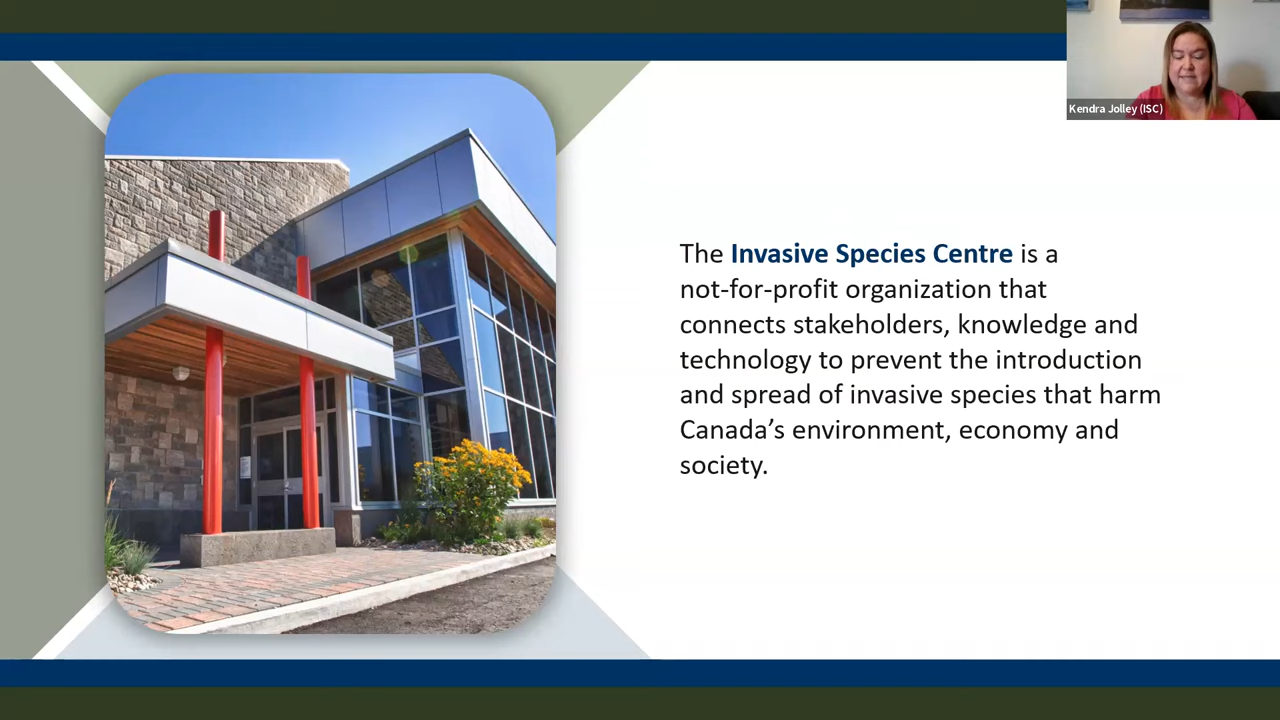 Kendra Jolley (ISC)
The Invasive Species Centre is a
not-for-profit organization that
connects stakeholders, knowledge and
technology to prevent the introduction
and spread of invasive species that harm
Canada’s environment, economy and
society.